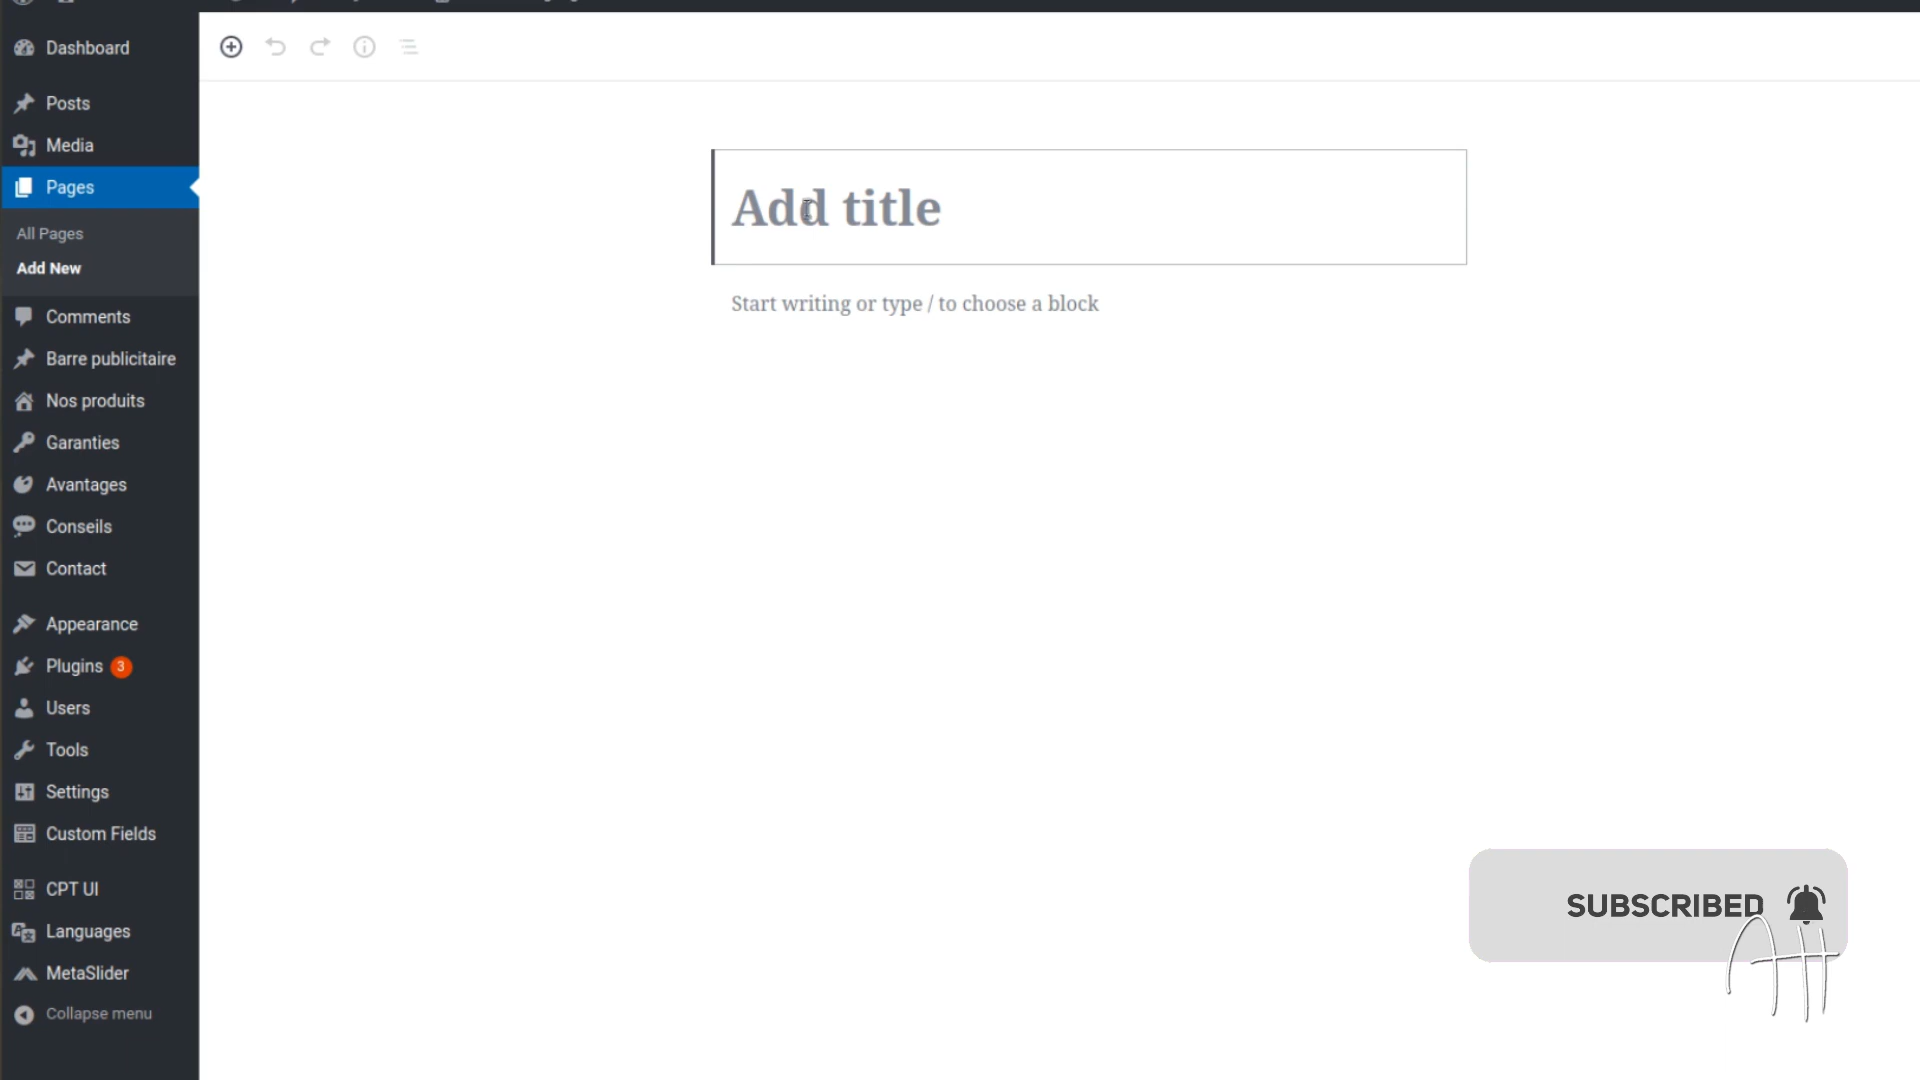 Dashboard
Posts
Media
Pages
All Pages
Add New
Comments
Barre publicitaire
Nos produits
Garanties
Avantages
Conseils
Contact
Appearance
Plugins 3
Users
Tools
Settings
Custom Fields
CPT UI
Languages
MetaSlider
Collapse menu
Add title
Start writing or type / to choose a block
SUBSCRIBED